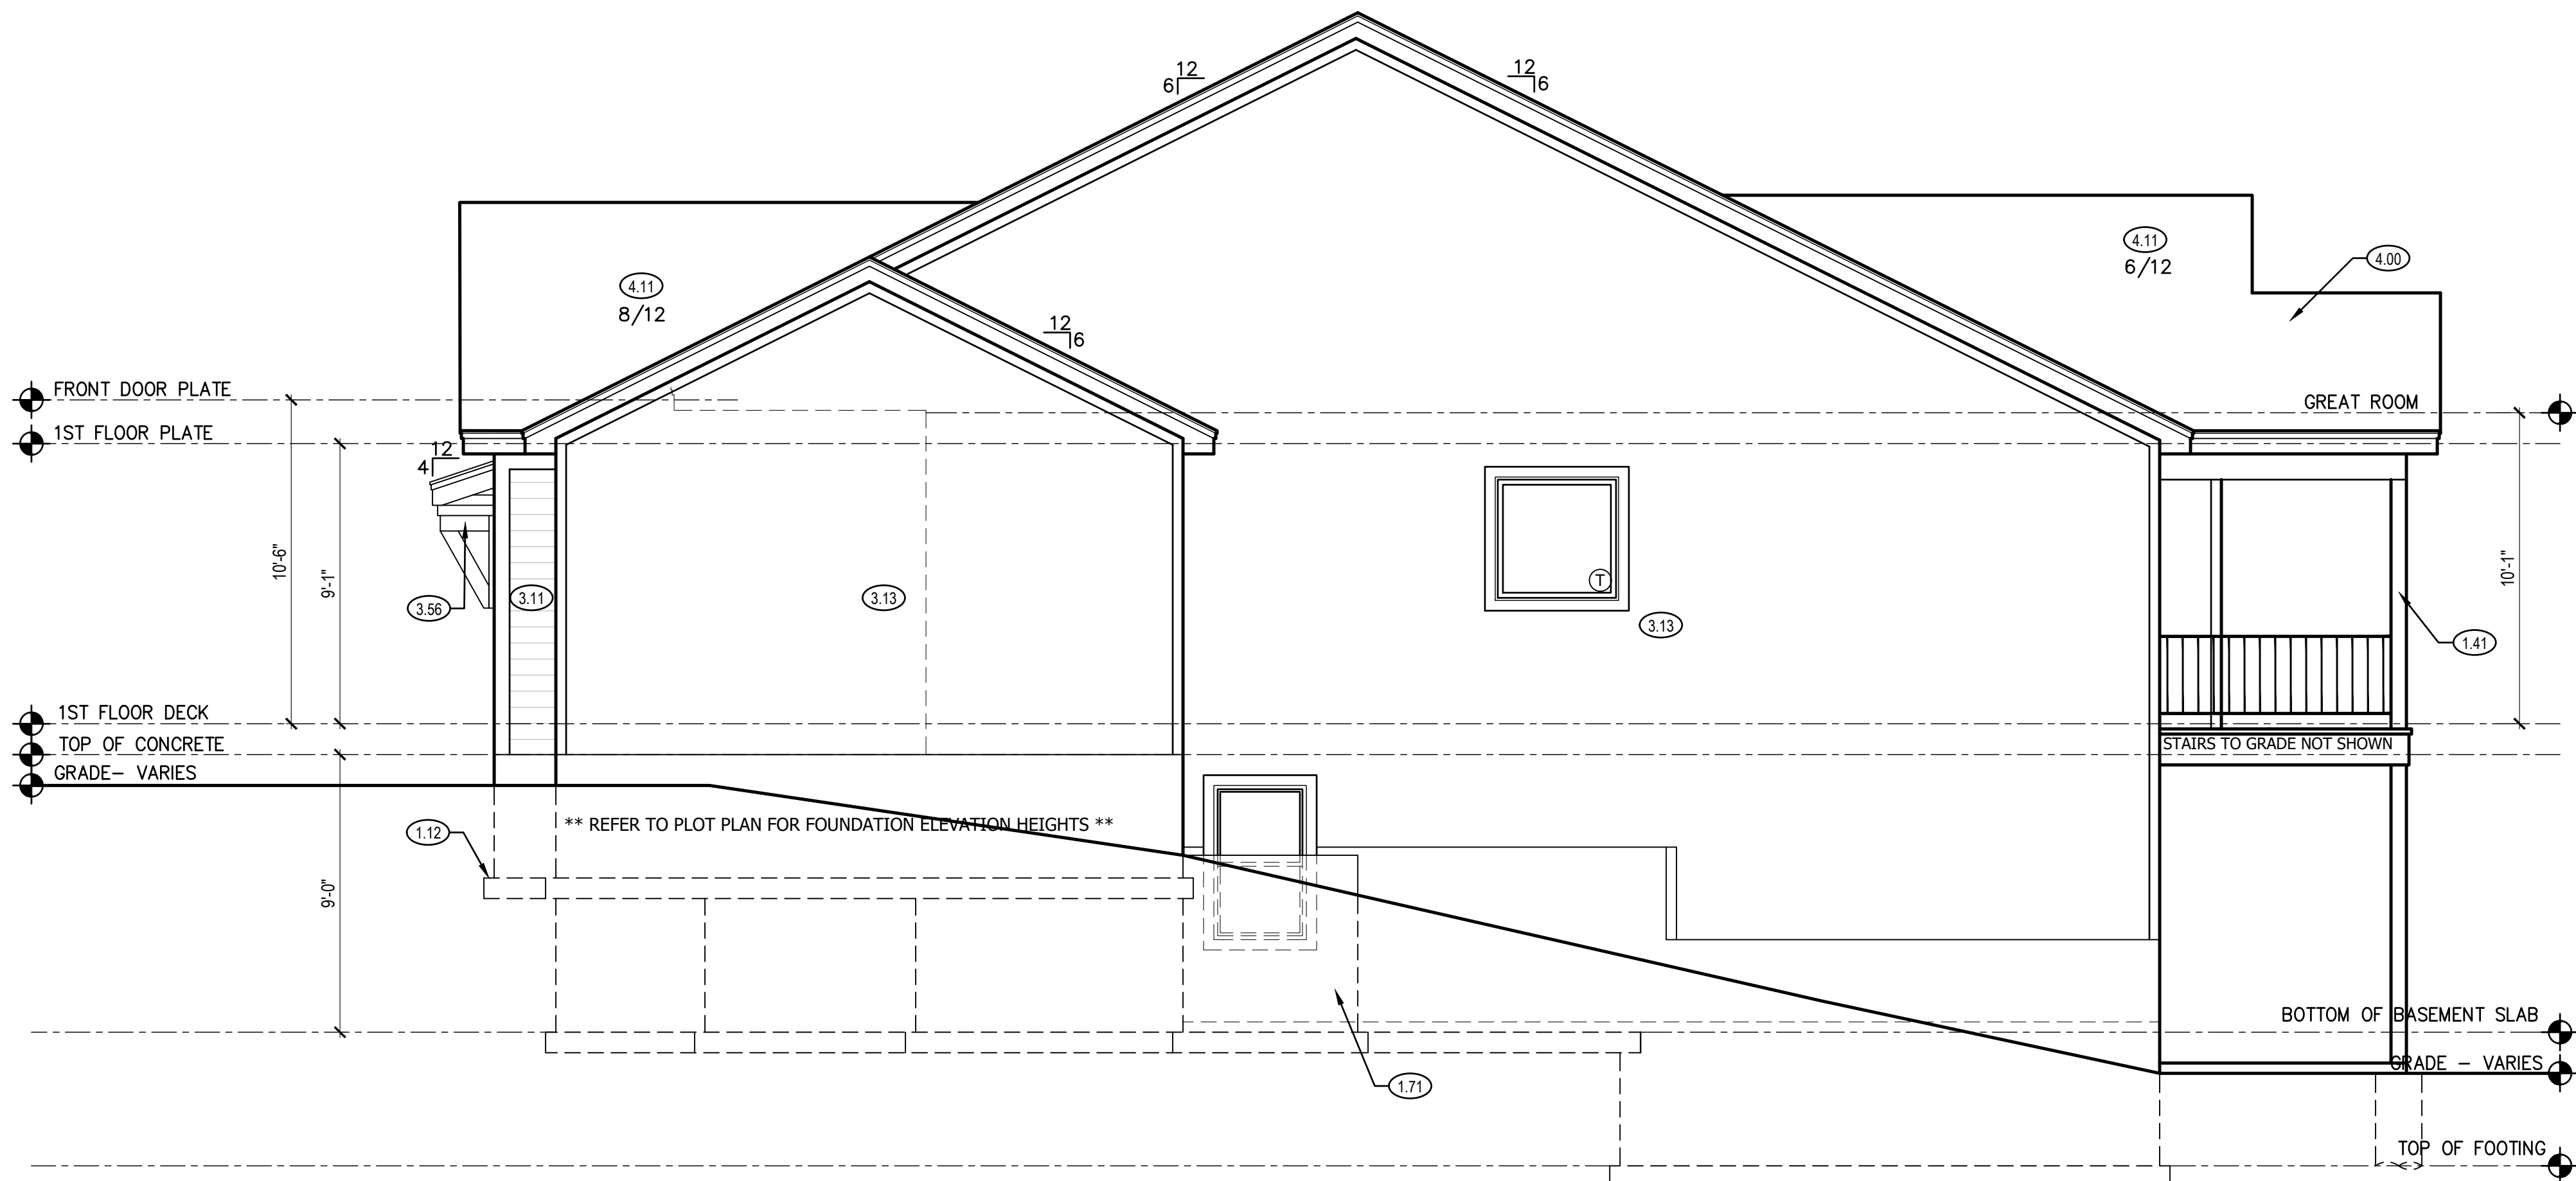 12
6
12
6
4.11
8/12
4.11
6/12
4.00
12
6
FRONT DOOR PLATE
GREAT ROOM
1ST FLOOR PLATE
12
4
10'-6"
9'-1"
10'-1"
T
3.56
3.11
3.13
3.13
1.41
1ST FLOOR DECK
TOP OF CONCRETE
STAIRS TO GRADE NOT SHOWN
GRADE- VARIES
1.12
** REFER TO PLOT PLAN FOR FOUNDATION ELEVATION HEIGHTS **
9'-0"
BOTTOM OF BASEMENT SLAB
GRADE - VARIES
1.71
TOP OF FOOTING